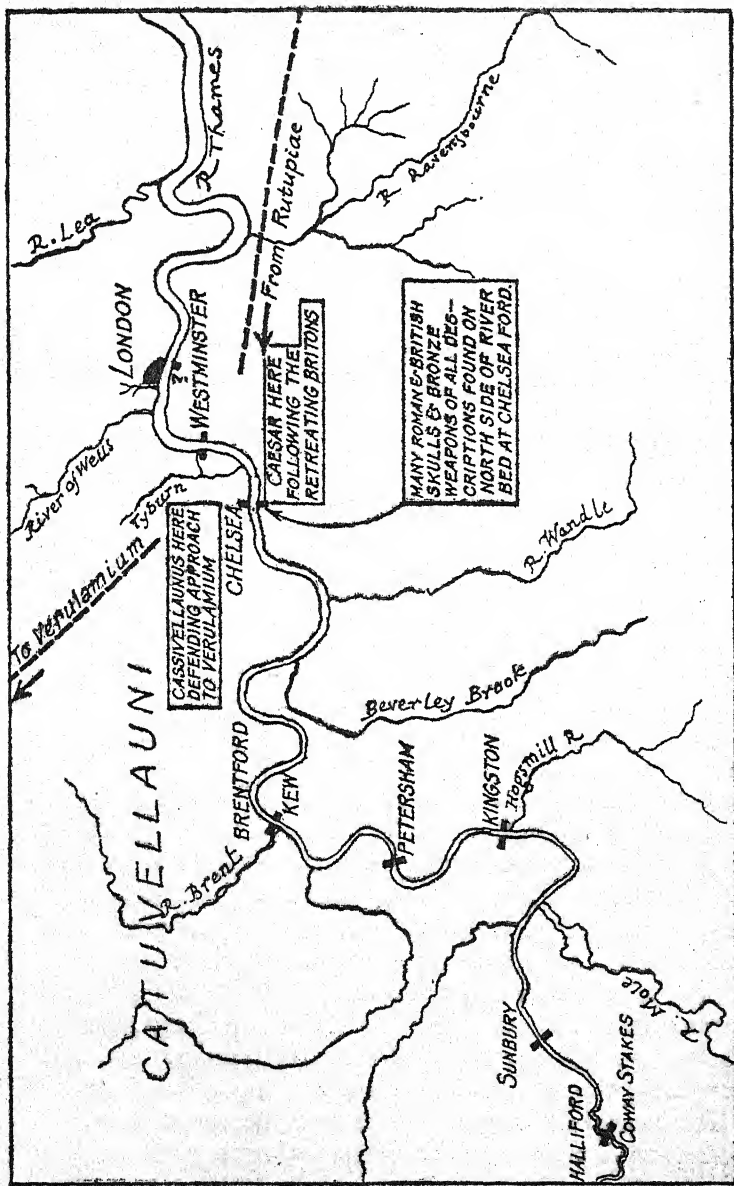 CATUVELLAUNI
To Verulamium
River of Wells
Tyburn
R. Lea
R Thames
LONDON
?
WESTMINSTER
From Rutupiae
R Ravensbourne
CASSIVELLAUNUS HERE
DEFENDING APPROACH
TO VERULAMIUM
CHELSEA
CAESAR HERE
FOLLOWING THE
RETREATING BRITONS
MANY ROMAN & BRITISH
SKULLS & BRONZE
WEAPONS OF ALL DES-
CRIPTIONS FOUND ON
NORTH SIDE OF RIVER
BED AT CHELSEA FORD.
R. Wandle
Beverley Brook
R. Brent
BRENTFORD
KEW
PETERSHAM
KINGSTON
Hogsmill R
SUNBURY
Mole R.
HALLIFORD
COWAY STAKES